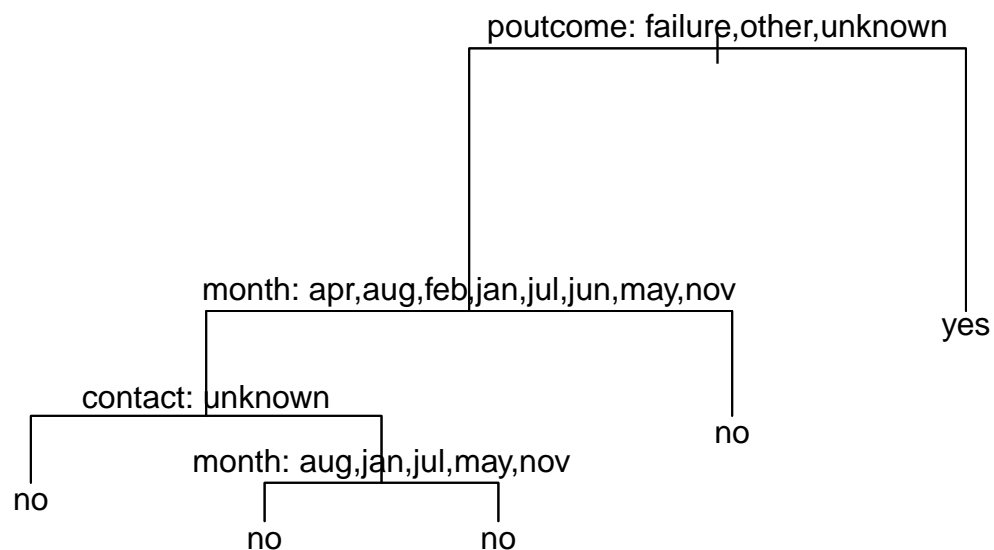 poutcome: failure,other,unknown
month: apr,aug,feb,jan,jul,jun,may,nov
yes
contact: unknown
no
month: aug,jan,jul,may,nov
no
no
no